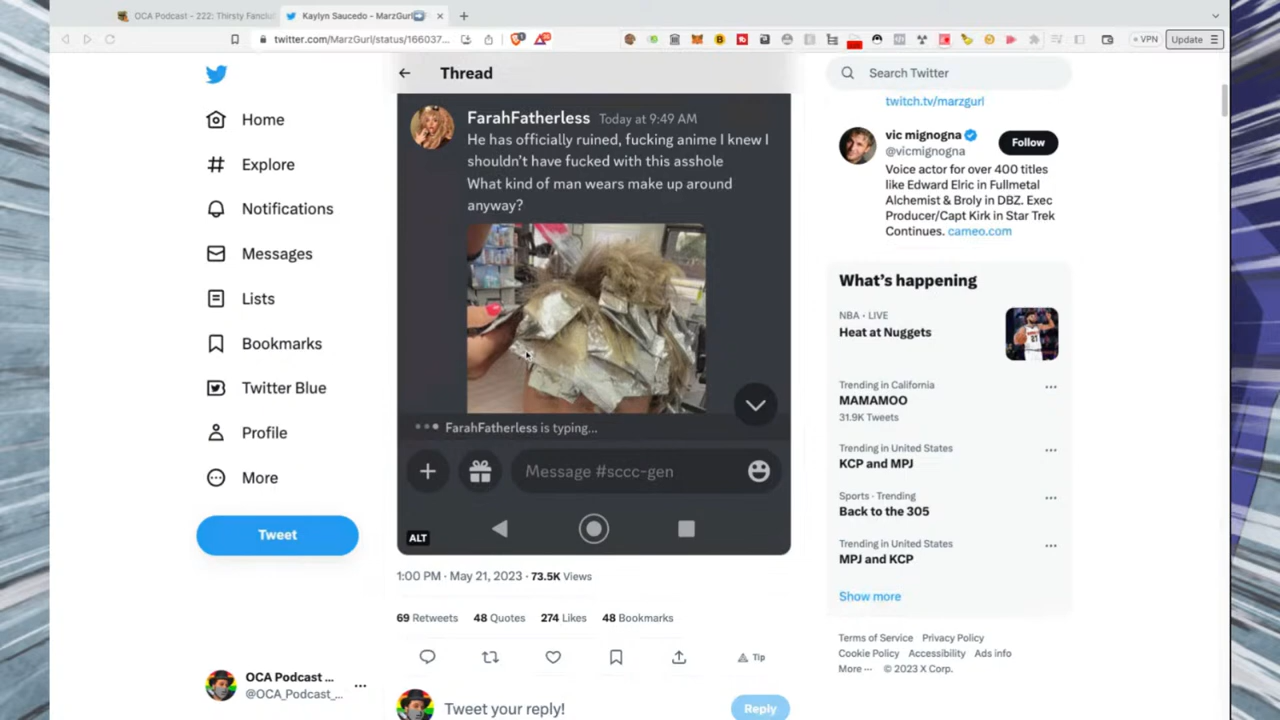 OCA Podcast - 222: Thirsty Fanclu
Kaylyn Saucedo - MarzGurl
twitter.com/MarzGurl/status/166037...
VPN
Update
Thread
FarahFatherless Today at 9:49 AM
He has officially ruined, fucking anime I knew I
shouldn't have fucked with this asshole
What kind of man wears make up around
anyway?
FarahFatherless is typing...
Message #sccc-gen
ALT
1:00 PM · May 21, 2023 · 73.5K Views
69 Retweets 48 Quotes 274 Likes 48 Bookmarks
Tip
Tweet your reply!
Reply
Home
Explore
Notifications
Messages
Lists
Bookmarks
Twitter Blue
Profile
More
Tweet
OCA Podcast ...
@OCA_Podcast_...
Search Twitter
twitch.tv/marzgurl
vic mignogna
@vicmignogna
Follow
Voice actor for over 400 titles
like Edward Elric in Fullmetal
Alchemist & Broly in DBZ. Exec
Producer/Capt Kirk in Star Trek
Continues. cameo.com
What's happening
NBA · LIVE
Heat at Nuggets
Trending in California
MAMAMOO
31.9K Tweets
Trending in United States
KCP and MPJ
Sports · Trending
Back to the 305
Trending in United States
MPJ and KCP
Show more
Terms of Service Privacy Policy
Cookie Policy Accessibility Ads info
More ··· © 2023 X Corp.